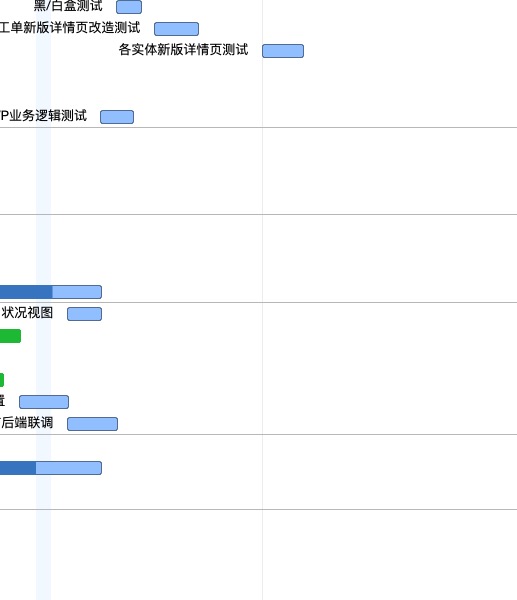 黑/白盒测试
工单新版详情页改造测试
各实体新版详情页测试
P业务逻辑测试
状况视图
置
后端联调